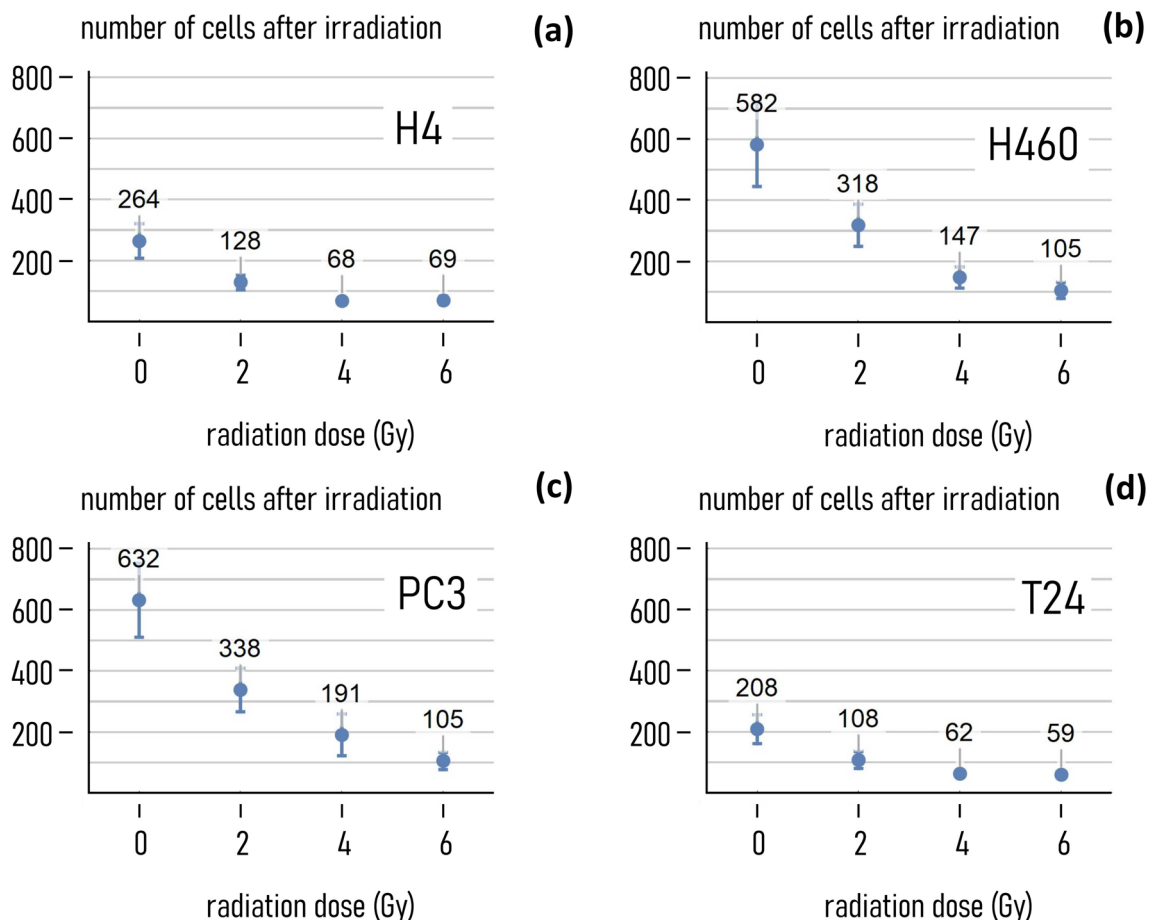 number of cells after irradiation
(a)
800
600
400
200
H4
264
128
68
69
0 2 4 6
radiation dose (Gy)
number of cells after irradiation
(b)
800
600
400
200
H460
582
318
147
105
0 2 4 6
radiation dose (Gy)
number of cells after irradiation
(c)
800
600
400
200
PC3
632
338
191
105
0 2 4 6
radiation dose (Gy)
number of cells after irradiation
(d)
800
600
400
200
T24
208
108
62
59
0 2 4 6
radiation dose (Gy)